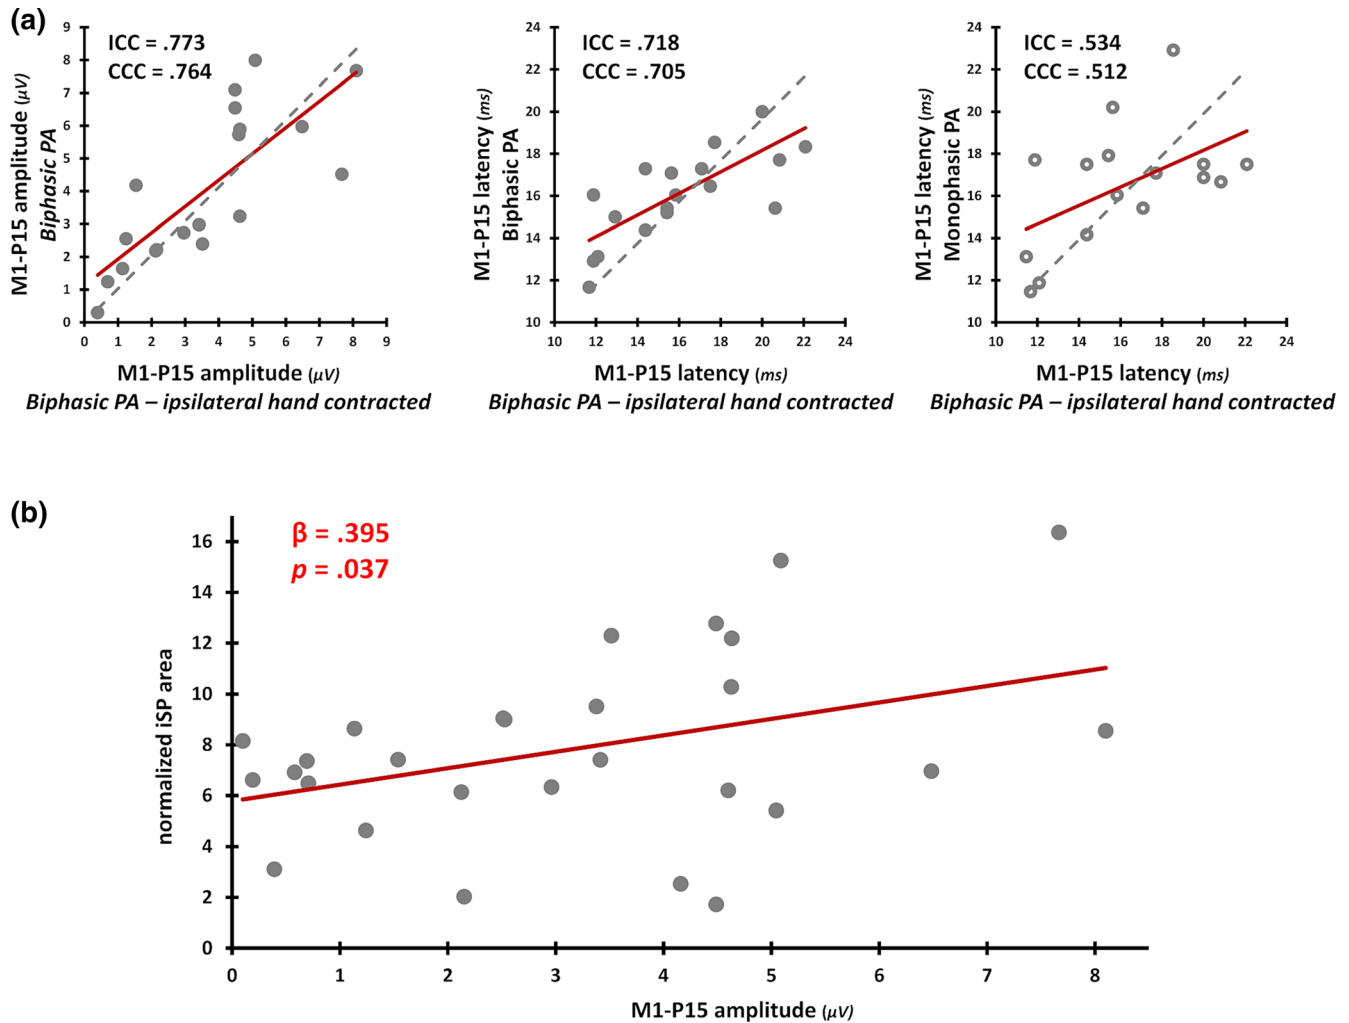 (a)
ICC = .773
CCC = .764
M1-P15 amplitude (μV)
Biphasic PA
9
8
7
6
5
4
3
2
1
0
0 1 2 3 4 5 6 7 8 9
M1-P15 amplitude (μV)
Biphasic PA – ipsilateral hand contracted
ICC = .718
CCC = .705
M1-P15 latency (ms)
Biphasic PA
24
22
20
18
16
14
12
10
10 12 14 16 18 20 22 24
M1-P15 latency (ms)
Biphasic PA – ipsilateral hand contracted
ICC = .534
CCC = .512
M1-P15 latency (ms)
Monophasic PA
24
22
20
18
16
14
12
10
10 12 14 16 18 20 22 24
M1-P15 latency (ms)
Biphasic PA – ipsilateral hand contracted
(b)
β = .395
p = .037
normalized iSP area
16
14
12
10
8
6
4
2
0
0 1 2 3 4 5 6 7 8
M1-P15 amplitude (μV)